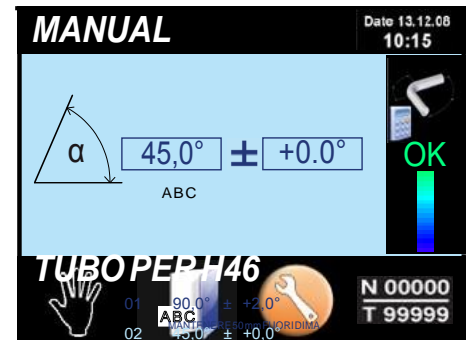 MANUAL
Date 13.12.08
10:15
α 45,0° ± +0.0°
ABC
OK
TUBO PER H46
01 90,0° ± +2,0°
ABC
02 45,0° ± +0,0
N 00000
T 99999